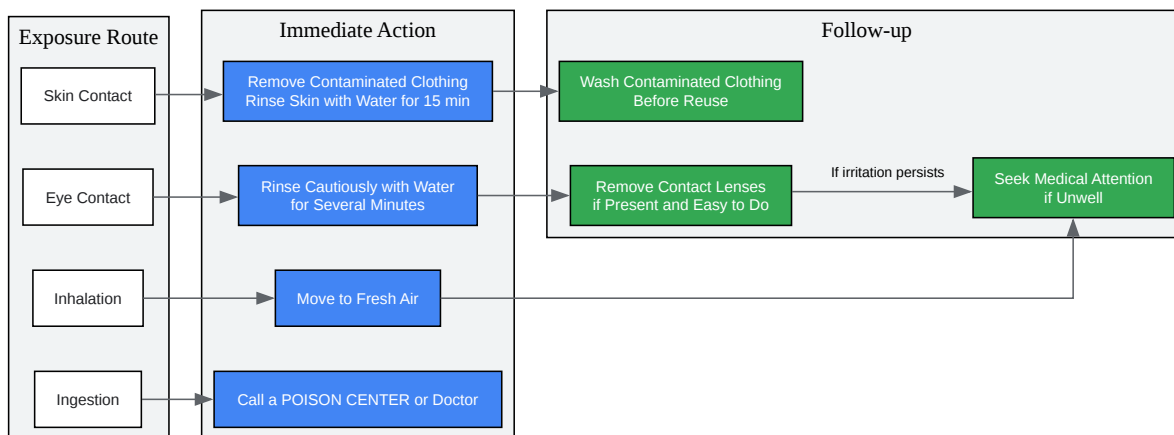 Exposure Route
Immediate Action
Follow-up
Skin Contact
Remove Contaminated Clothing
Rinse Skin with Water for 15 min
Wash Contaminated Clothing
Before Reuse
Eye Contact
Rinse Cautiously with Water
for Several Minutes
Remove Contact Lenses
if Present and Easy to Do
If irritation persists
Seek Medical Attention
if Unwell
Inhalation
Move to Fresh Air
Ingestion
Call a POISON CENTER or Doctor